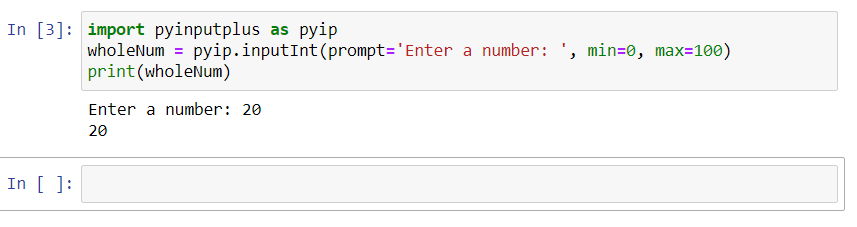 In [3]: import pyinputplus as pyip
wholeNum = pyip.inputInt(prompt='Enter a number: ', min=0, max=100)
print(wholeNum)
Enter a number: 20
20
In [ ]: